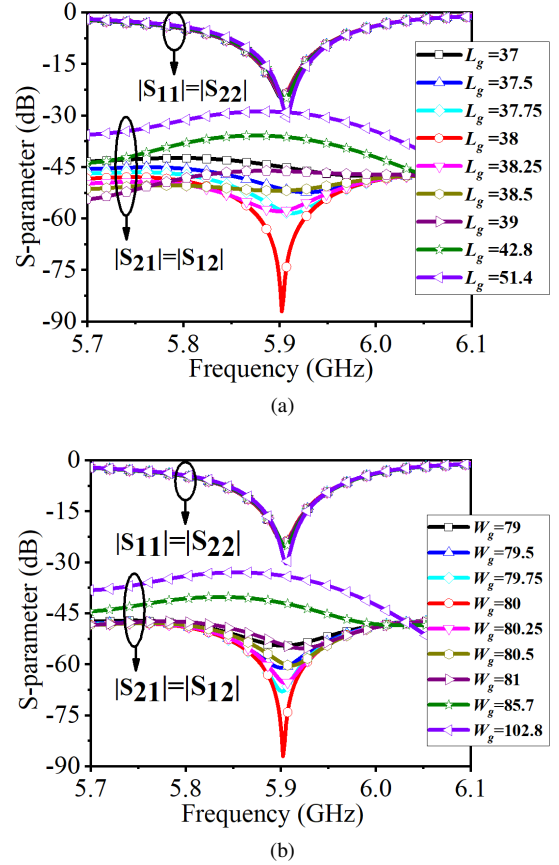 0
-15
-30
-45
-60
-75
-90
S-parameter (dB)
|S11|=|S22|
|S21|=|S12|
Lg=37
Lg=37.5
Lg=37.75
Lg=38
Lg=38.25
Lg=38.5
Lg=39
Lg=42.8
Lg=51.4
5.7 5.8 5.9 6.0 6.1
Frequency (GHz)
(a)
0
-15
-30
-45
-60
-75
-90
S-parameter (dB)
|S11|=|S22|
|S21|=|S12|
Wg=79
Wg=79.5
Wg=79.75
Wg=80
Wg=80.25
Wg=80.5
Wg=81
Wg=85.7
Wg=102.8
5.7 5.8 5.9 6.0 6.1
Frequency (GHz)
(b)